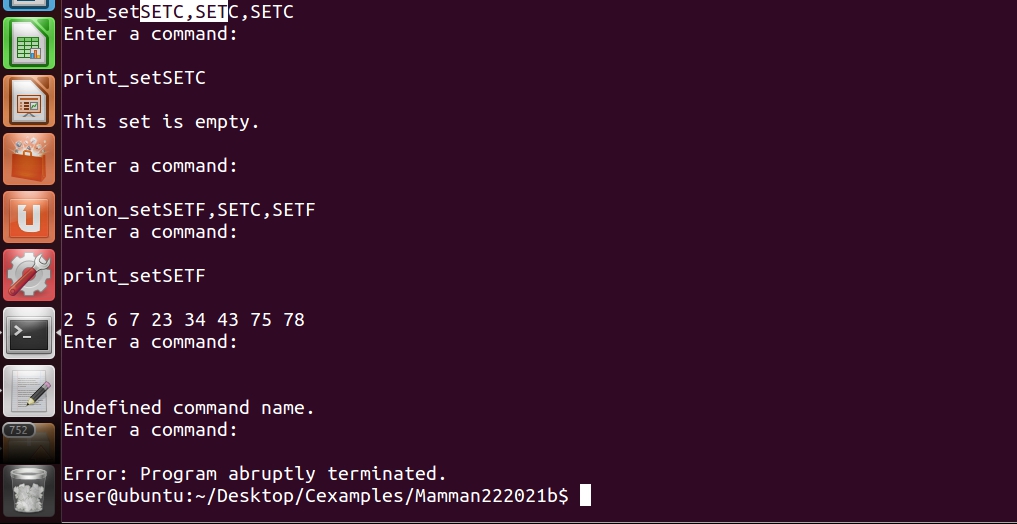 sub_setSETC,SETC,SETC
Enter a command:
print_setSETC
This set is empty.
Enter a command:
union_setSETF,SETC,SETF
Enter a command:
print_setSETF
2 5 6 7 23 34 43 75 78
Enter a command:
Undefined command name.
Enter a command:
752
Error: Program abruptly terminated.
user@ubuntu:~/Desktop/Cexamples/Mamman222021b$